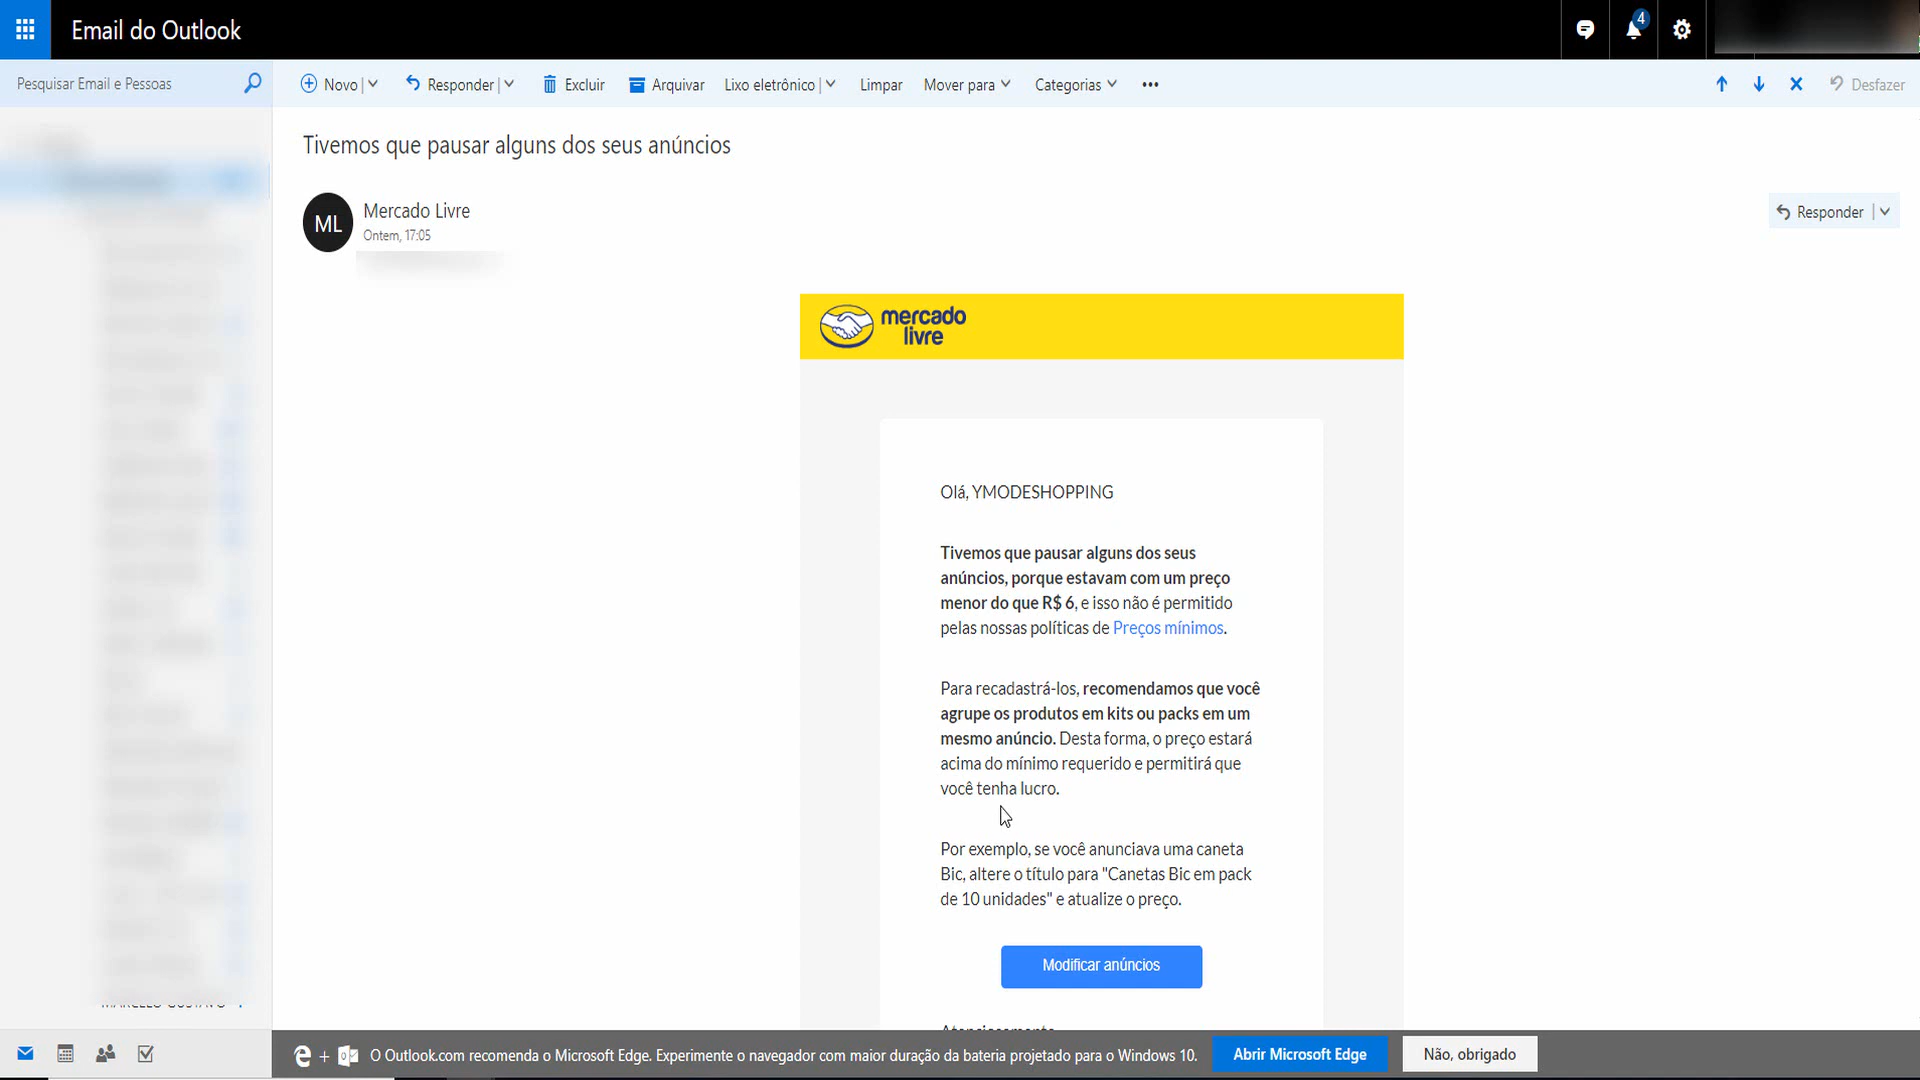 Email do Outlook
4
Pesquisar Email e Pessoas
Novo
Responder
Excluir
Arquivar
Lixo eletrônico
Limpar
Mover para
Categorias
Desfazer
Tivemos que pausar alguns dos seus anúncios
ML
Mercado Livre
Ontem, 17:05
Responder
mercado
livre
Olá, YMODESHOPPING
Tivemos que pausar alguns dos seus
anúncios, porque estavam com um preço
menor do que R$ 6, e isso não é permitido
pelas nossas políticas de Preços mínimos.
Para recadastrá-los, recomendamos que você
agrupe os produtos em kits ou packs em um
mesmo anúncio. Desta forma, o preço estará
acima do mínimo requerido e permitirá que
você tenha lucro.
Por exemplo, se você anunciava uma caneta
Bic, altere o título para "Canetas Bic em pack
de 10 unidades" e atualize o preço.
Modificar anúncios
O Outlook.com recomenda o Microsoft Edge. Experimente o navegador com maior duração da bateria projetado para o Windows 10.
Abrir Microsoft Edge
Não, obrigado